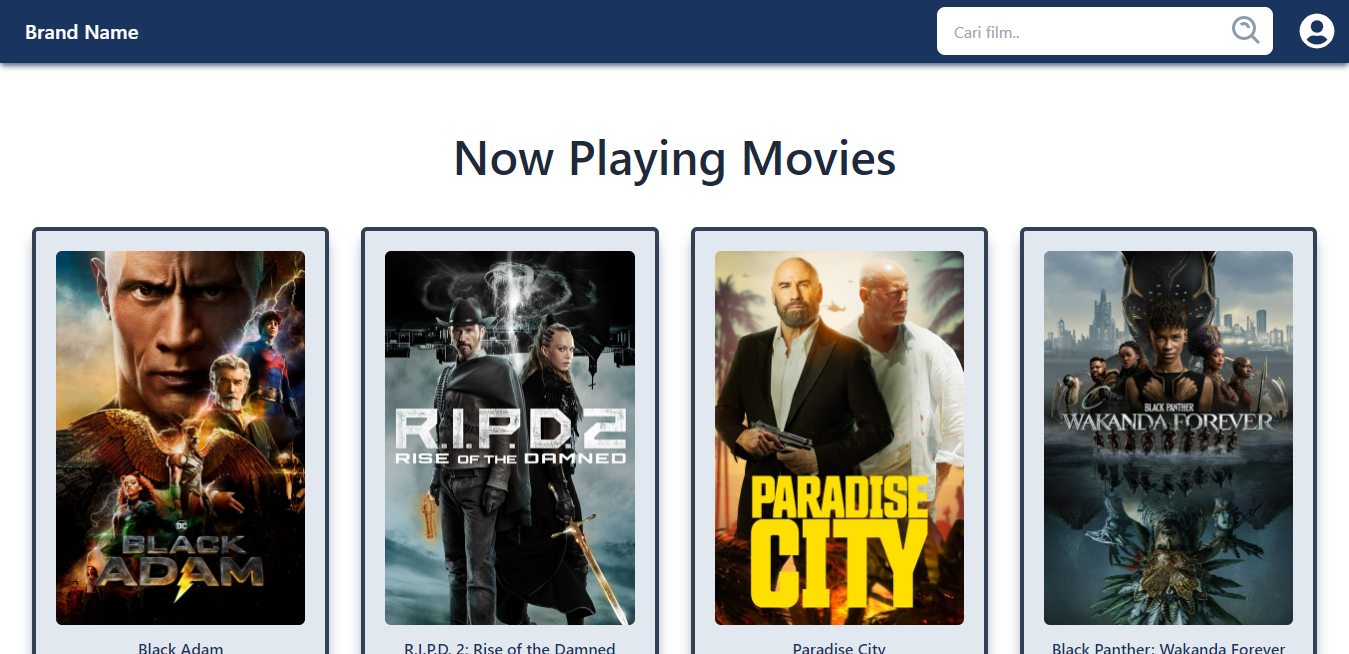 Brand Name
Cari film..
Now Playing Movies
DC
BLACK
ADAM
R.I.P.D.2
RISE OF THE DAMNED
PARADISE
CITY
BLACK PANTHER
WAKANDA FOREVER
Black Adam
R.I.P.D. 2: Rise of the Damned
Paradise City
Black Panther: Wakanda Forever